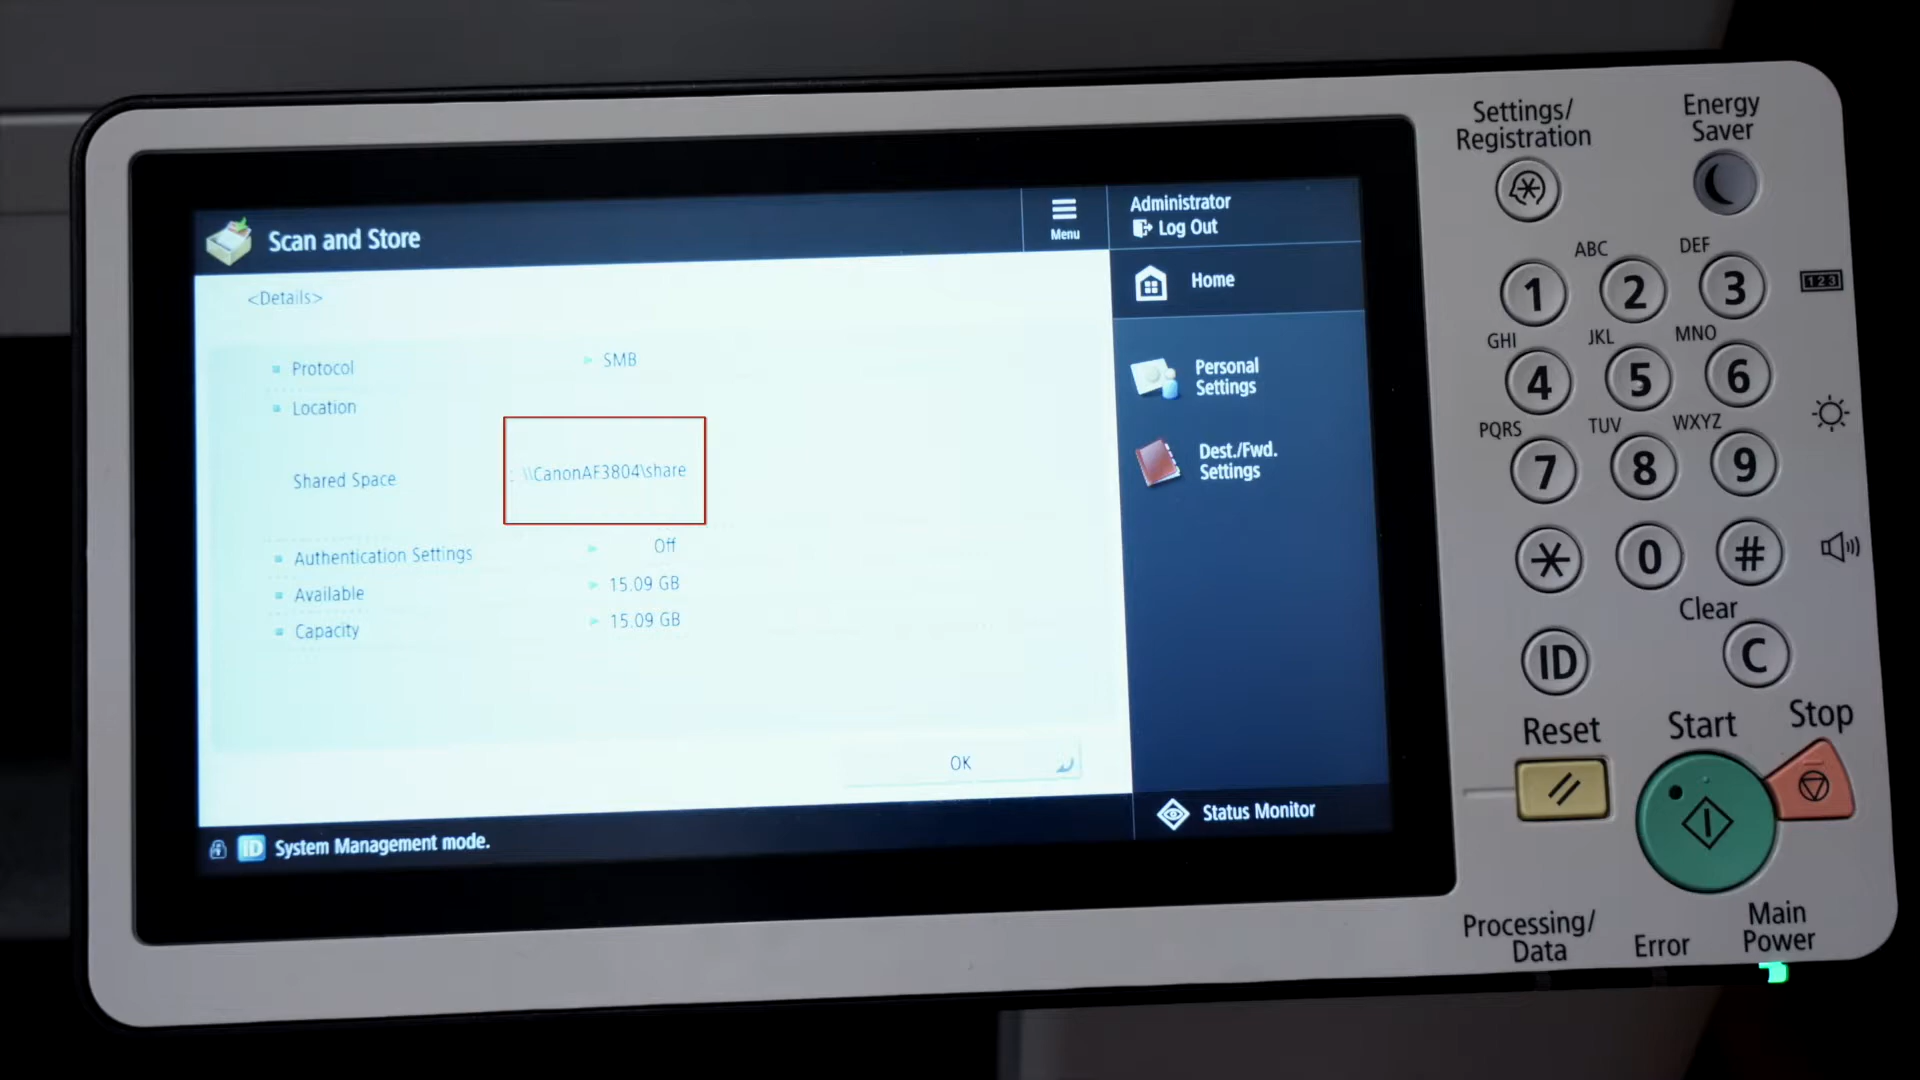 Scan and Store
Menu
Administrator
Log Out
<Details>
Home
Protocol SMB
Location
Personal
Settings
Shared Space \\CanonAF3804\share
Dest./Fwd.
Settings
Authentication Settings Off
Available 15.09 GB
Capacity 15.09 GB
OK
Status Monitor
ID System Management mode.
Settings/
Registration
Energy
Saver
ABC DEF
1 2 3 123
GHI JKL MNO
4 5 6
PQRS TUV WXYZ
7 8 9
* 0 #
Clear
ID C
Reset Start Stop
Processing/
Data
Error
Main
Power